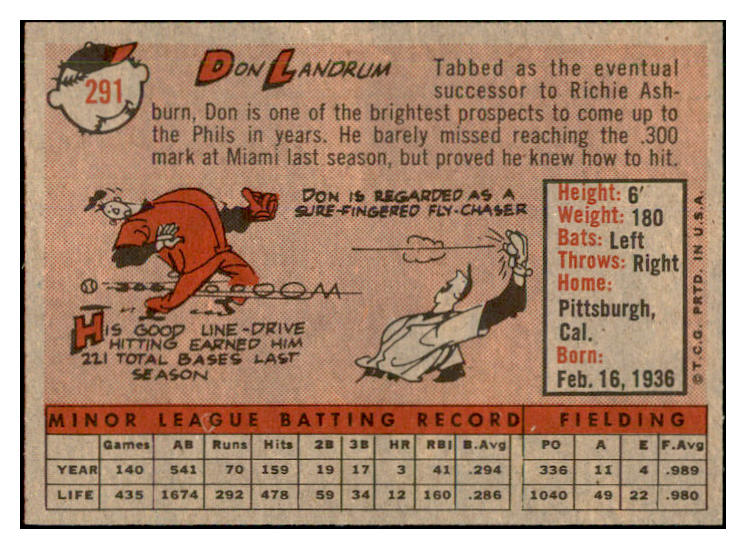 291
DON LANDRUM
Tabbed as the eventual
successor to Richie Ash-
burn, Don is one of the brightest prospects to come up to
the Phils in years. He barely missed reaching the .300
mark at Miami last season, but proved he knew how to hit.
DON IS REGARDED AS A
SURE-FINGERED FLY-CHASER
ZOOM
HIS GOOD LINE-DRIVE
HITTING EARNED HIM
221 TOTAL BASES LAST
SEASON
Height: 6'
Weight: 180
Bats: Left
Throws: Right
Home:
Pittsburgh,
Cal.
Born:
Feb. 16, 1936
© T.C.G. PRTD. IN U.S.A.
MINOR LEAGUE BATTING RECORD FIELDING
Games AB Runs Hits 2B 3B HR RBI B.Avg PO A E F.Avg
YEAR 140 541 70 159 19 17 3 41 .294 336 11 4 .989
LIFE 435 1674 292 478 59 34 12 160 .286 1040 49 22 .980